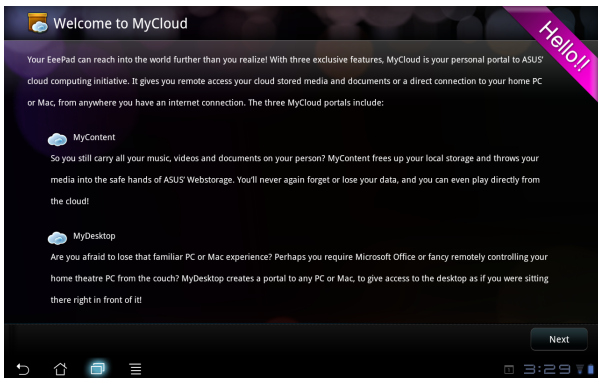 Welcome to MyCloud
Hello!!
Your EeePad can reach into the world further than you realize! With three exclusive features, MyCloud is your personal portal to ASUS'
cloud computing initiative. It gives you remote access your cloud stored media and documents or a direct connection to your home PC
or Mac, from anywhere you have an internet connection. The three MyCloud portals include:
MyContent
So you still carry all your music, videos and documents on your person? MyContent frees up your local storage and throws your
media into the safe hands of ASUS' Webstorage. You'll never again forget or lose your data, and you can even play directly from
the cloud!
MyDesktop
Are you afraid to lose that familiar PC or Mac experience? Perhaps you require Microsoft Office or fancy remotely controlling your
home theatre PC from the couch? MyDesktop creates a portal to any PC or Mac, to give access to the desktop as if you were sitting
there right in front of it!
Next
3:29